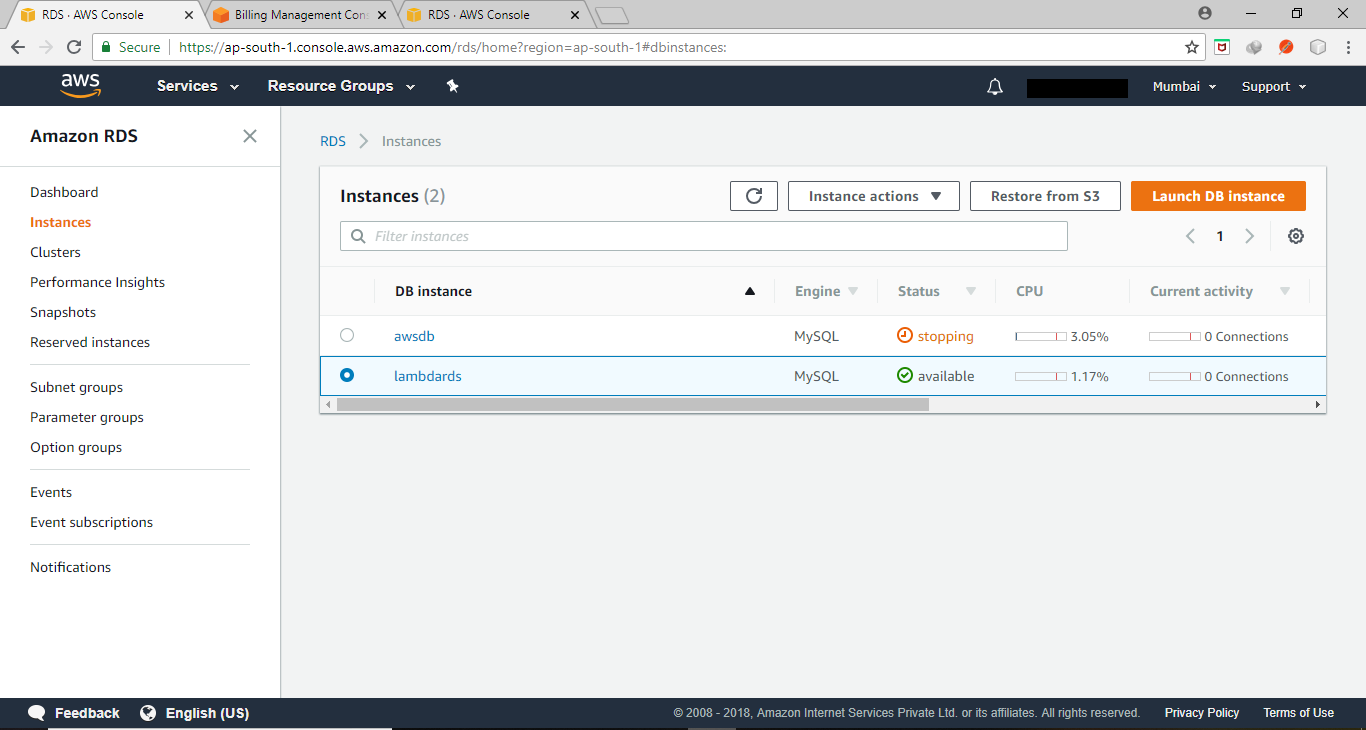 RDS · AWS Console
Billing Management Con
RDS · AWS Console
Secure
https://ap-south-1.console.aws.amazon.com/rds/home?region=ap-south-1#dbinstances:
aws
Services
Resource Groups
Mumbai
Support
Amazon RDS
Dashboard
Instances
Clusters
Performance Insights
Snapshots
Reserved instances
Subnet groups
Parameter groups
Option groups
Events
Event subscriptions
Notifications
RDS > Instances
Instances (2)
Instance actions
Restore from S3
Launch DB instance
Filter instances
1
DB instance Engine Status CPU Current activity
awsdb MySQL stopping 3.05% 0 Connections
lambdards MySQL available 1.17% 0 Connections
Feedback
English (US)
© 2008 - 2018, Amazon Internet Services Private Ltd. or its affiliates. All rights reserved.
Privacy Policy
Terms of Use